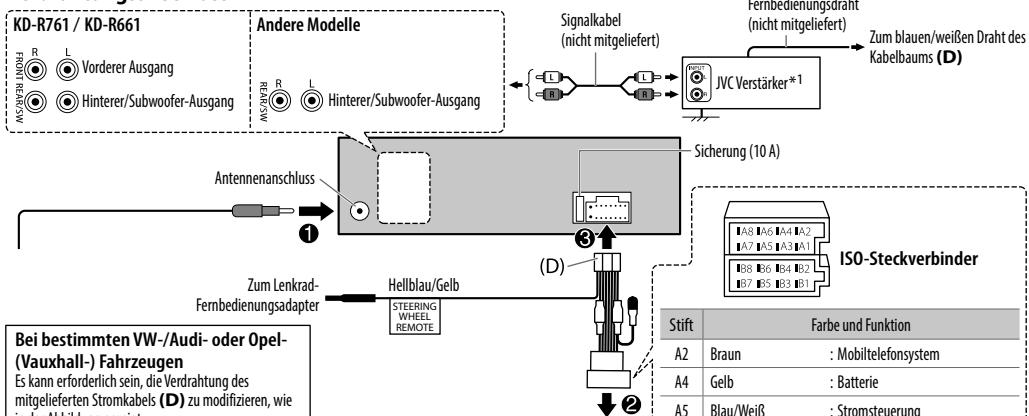 KD-R761 / KD-R661
R L
FRONT
Vorderer Ausgang
REAR/SW
Hinterer/Subwoofer-Ausgang
Andere Modelle
R L
REAR/SW
Hinterer/Subwoofer-Ausgang
Signalkabel
(nicht mitgeliefert)
L L
R R
Fernbedienungsdraht
(nicht mitgeliefert)
Zum blauen/weißen Draht des
Kabelbaums (D)
INPUT
L
R
JVC Verstärker*1
Sicherung (10 A)
Antennenanschluss
1
3
(D)
Zum Lenkrad-
Fernbedienungsadapter
Hellblau/Gelb
STEERING
WHEEL
REMOTE
2
A8 A6 A4 A2
A7 A5 A3 A1
B8 B6 B4 B2
B7 B5 B3 B1
ISO-Steckverbinder
Stift Farbe und Funktion
A2 Braun : Mobiltelefonsystem
A4 Gelb : Batterie
A5 Blau/Weiß : Stromsteuerung
Bei bestimmten VW-/Audi- oder Opel-
(Vauxhall-) Fahrzeugen
Es kann erforderlich sein, die Verdrahtung des
mitgelieferten Stromkabels (D) zu modifizieren, wie